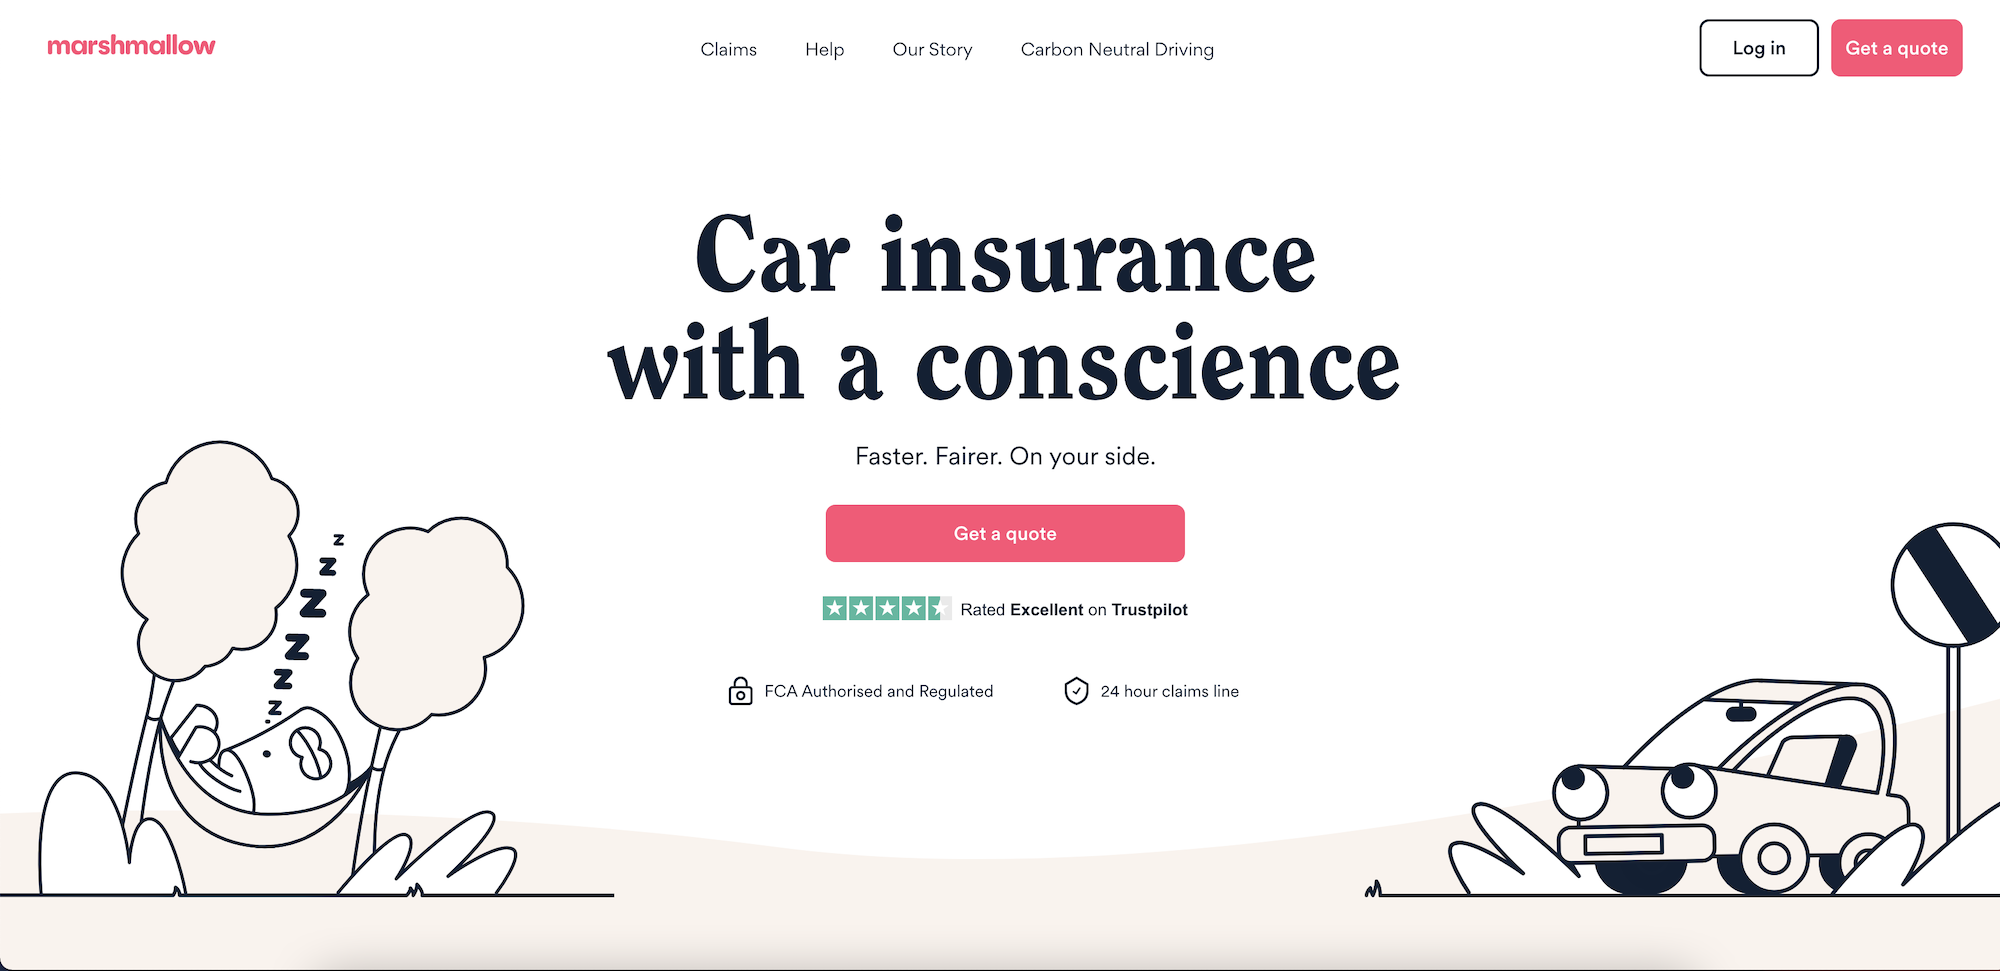 marshmallow
Claims
Help
Our Story
Carbon Neutral Driving
Log in
Get a quote
Car insurance
with a conscience
Faster. Fairer. On your side.
Get a quote
Rated Excellent on Trustpilot
FCA Authorised and Regulated
24 hour claims line
z
z
z
z
z
z